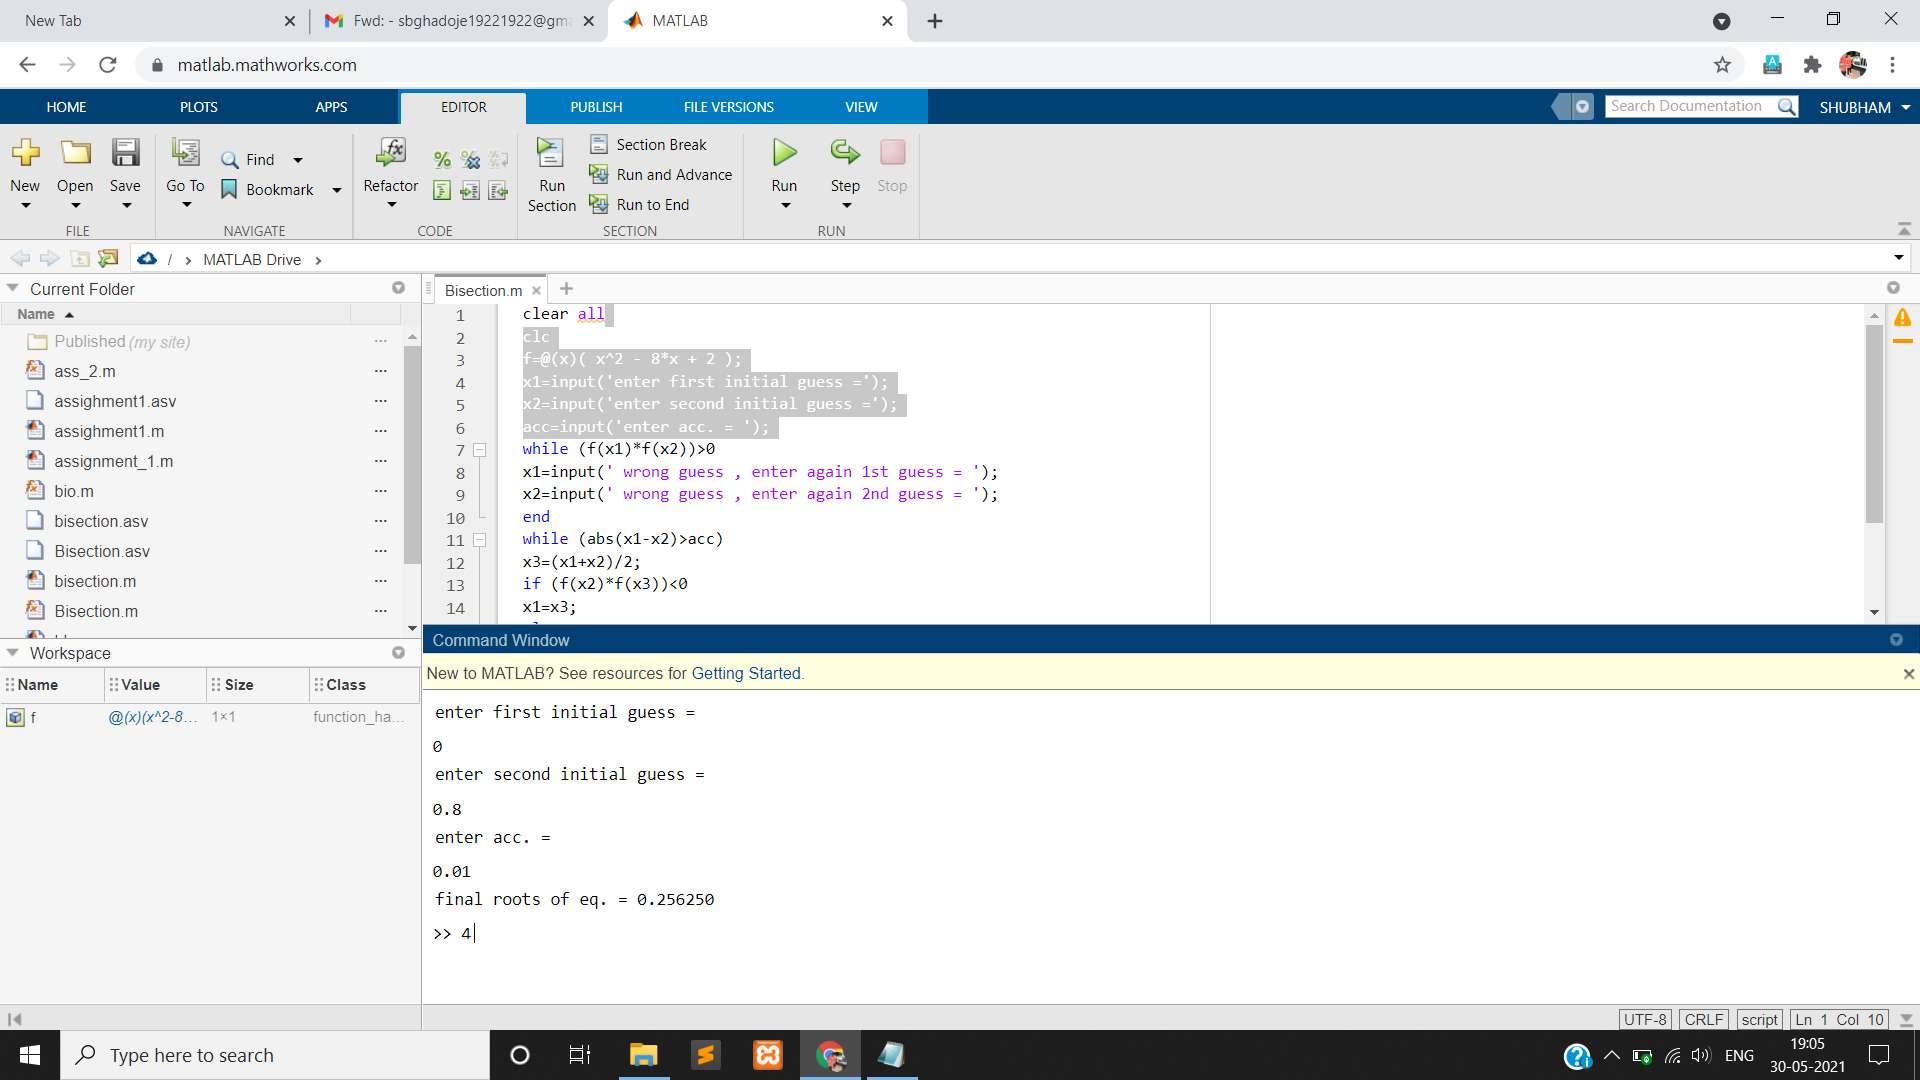 New Tab
Fwd: - sbghadoje19221922@gm
MATLAB
matlab.mathworks.com
HOME PLOTS APPS EDITOR PUBLISH FILE VERSIONS VIEW
Search Documentation
SHUBHAM
New Open Save
FILE
Go To
Find
Bookmark
NAVIGATE
Refactor
CODE
Run Section
Section Break
Run and Advance
Run to End
SECTION
Run Step Stop
RUN
/ > MATLAB Drive >
Current Folder
Name
Published (my site)
ass_2.m
assighment1.asv
assighment1.m
assignment_1.m
bio.m
bisection.asv
Bisection.asv
bisection.m
Bisection.m
Workspace
Name Value Size Class
f @(x)(x^2-8... 1×1 function_ha...
Bisection.m
1 clear all
2 clc
3 f=@(x)( x^2 - 8*x + 2 );
4 x1=input('enter first initial guess =');
5 x2=input('enter second initial guess =');
6 acc=input('enter acc. = ');
7 while (f(x1)*f(x2))>0
8 x1=input(' wrong guess , enter again 1st guess = ');
9 x2=input(' wrong guess , enter again 2nd guess = ');
10 end
11 while (abs(x1-x2)>acc)
12 x3=(x1+x2)/2;
13 if (f(x2)*f(x3))<0
14 x1=x3;
Command Window
New to MATLAB? See resources for Getting Started.
enter first initial guess =
0
enter second initial guess =
0.8
enter acc. =
0.01
final roots of eq. = 0.256250
>> 4
UTF-8 CRLF script Ln 1 Col 10
Type here to search
ENG
19:05
30-05-2021